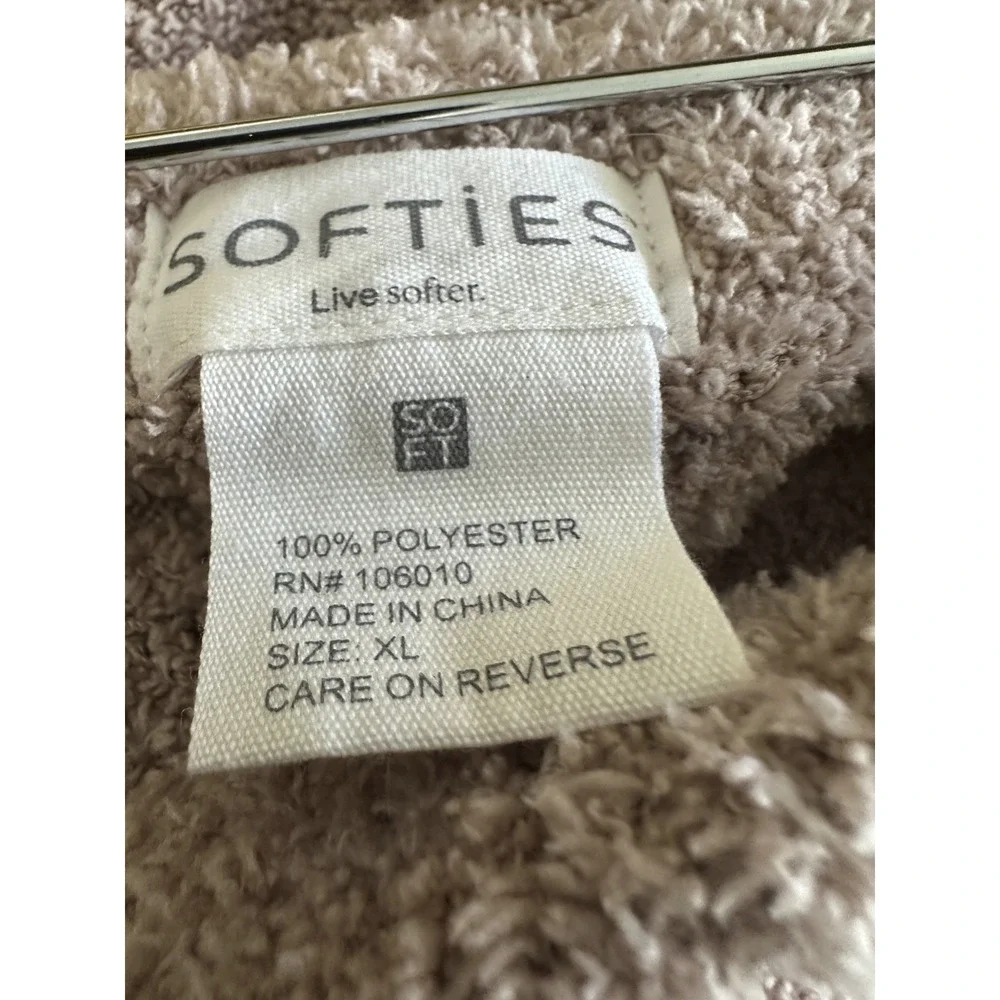 SOFTiES
Live softer.
SO
FT
100% POLYESTER
RN# 106010
MADE IN CHINA
SIZE: XL
CARE ON REVERSE